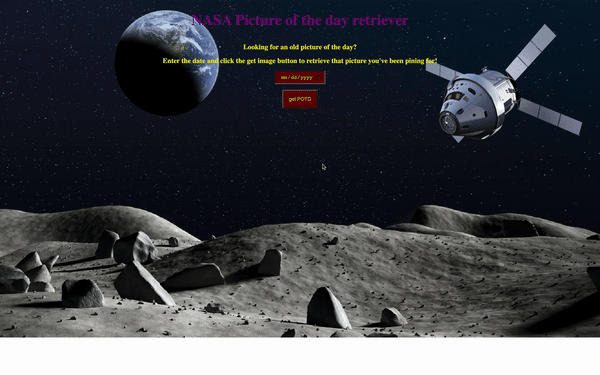 NASA Picture of the day retriever
Looking for an old picture of the day?
Enter the date and click the get image button to retrieve that picture you've been pining for!
mm/dd/yyyy
get POTD